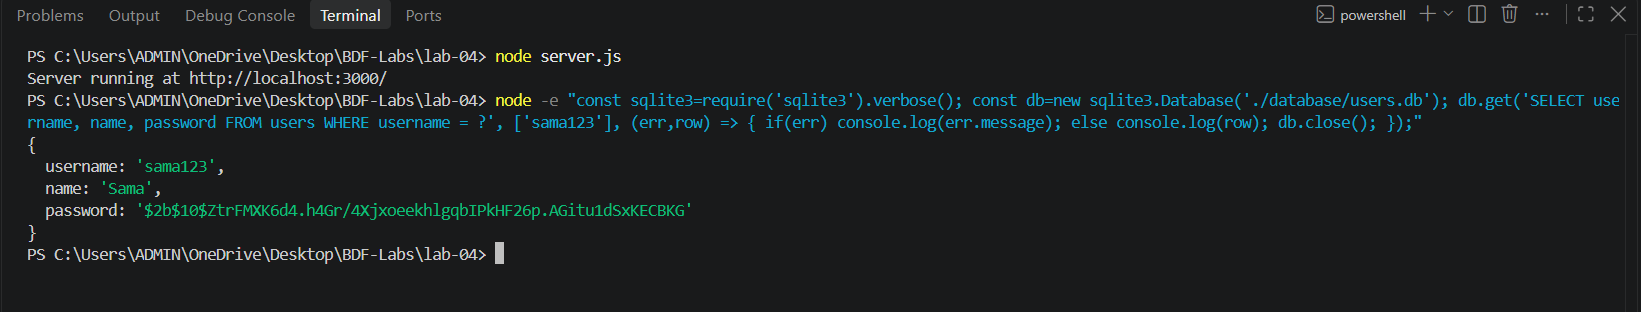 Problems Output Debug Console Terminal Ports powershell
PS C:\Users\ADMIN\OneDrive\Desktop\BDF-Labs\lab-04> node server.js
Server running at http://localhost:3000/
PS C:\Users\ADMIN\OneDrive\Desktop\BDF-Labs\lab-04> node -e "const sqlite3=require('sqlite3').verbose(); const db=new sqlite3.Database('./database/users.db'); db.get('SELECT use
rname, name, password FROM users WHERE username = ?', ['sama123'], (err,row) => { if(err) console.log(err.message); else console.log(row); db.close(); });"
{
  username: 'sama123',
  name: 'Sama',
  password: '$2b$10$ZtrFMXK6d4.h4Gr/4XjxoeekhlgqbIPkHF26p.AGitu1dSxKECBKG'
}
PS C:\Users\ADMIN\OneDrive\Desktop\BDF-Labs\lab-04>